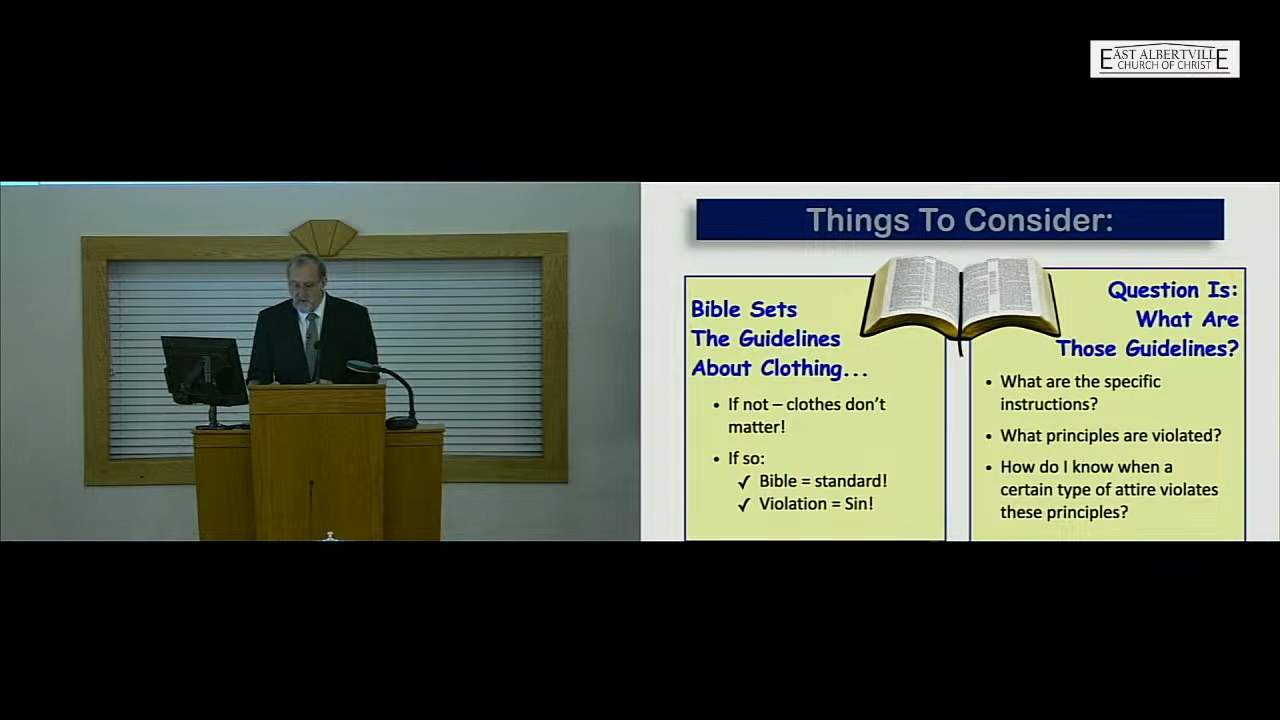 EAST ALBERTVILLE
CHURCH OF CHRIST
Things To Consider:
Bible Sets
The Guidelines
About Clothing...
• If not – clothes don't
matter!
• If so:
✓ Bible = standard!
✓ Violation = Sin!
Question Is:
What Are
Those Guidelines?
• What are the specific
instructions?
• What principles are violated?
• How do I know when a
certain type of attire violates
these principles?